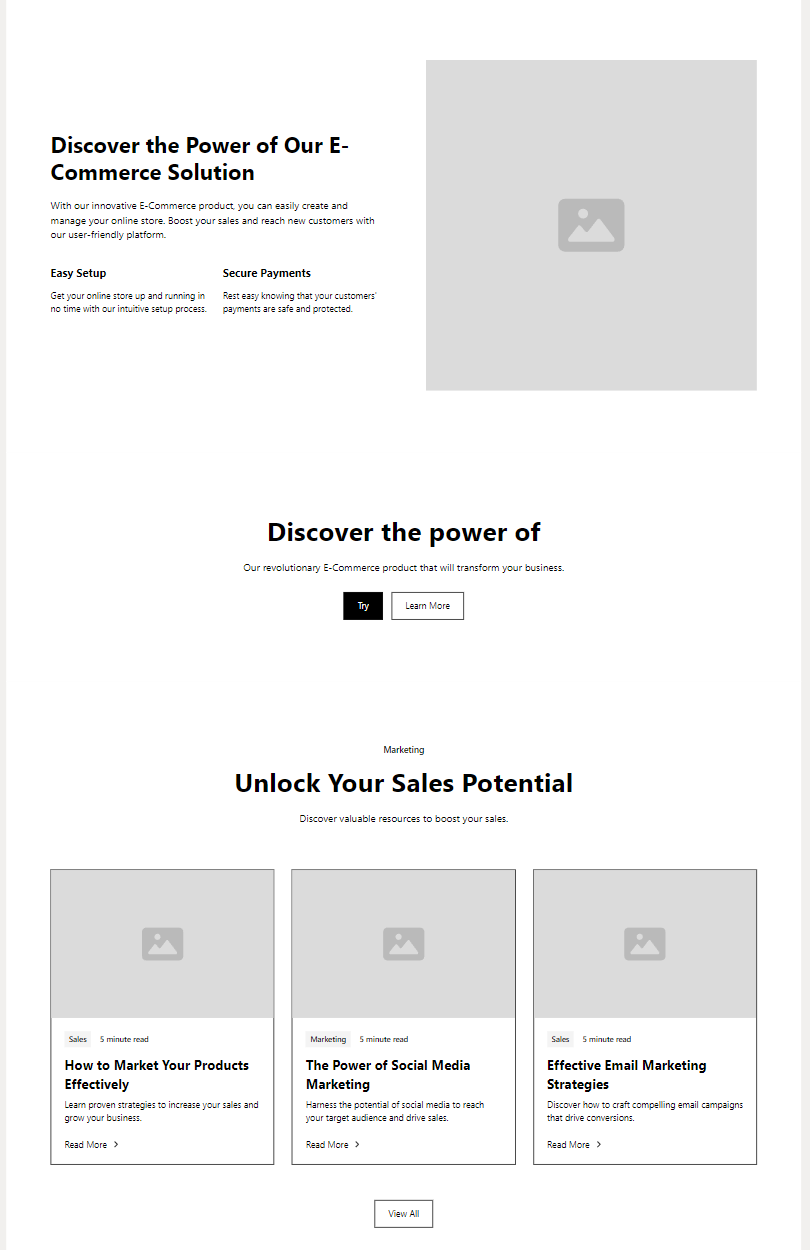 Discover the Power of Our E-
Commerce Solution
With our innovative E-Commerce product, you can easily create and
manage your online store. Boost your sales and reach new customers with
our user-friendly platform.
Easy Setup
Get your online store up and running in
no time with our intuitive setup process.
Secure Payments
Rest easy knowing that your customers'
payments are safe and protected.
Discover the power of
Our revolutionary E-Commerce product that will transform your business.
Try
Learn More
Marketing
Unlock Your Sales Potential
Discover valuable resources to boost your sales.
Sales 5 minute read
How to Market Your Products
Effectively
Learn proven strategies to increase your sales and
grow your business.
Read More
Marketing 5 minute read
The Power of Social Media
Marketing
Harness the potential of social media to reach
your target audience and drive sales.
Read More
Sales 5 minute read
Effective Email Marketing
Strategies
Discover how to craft compelling email campaigns
that drive conversions.
Read More
View All